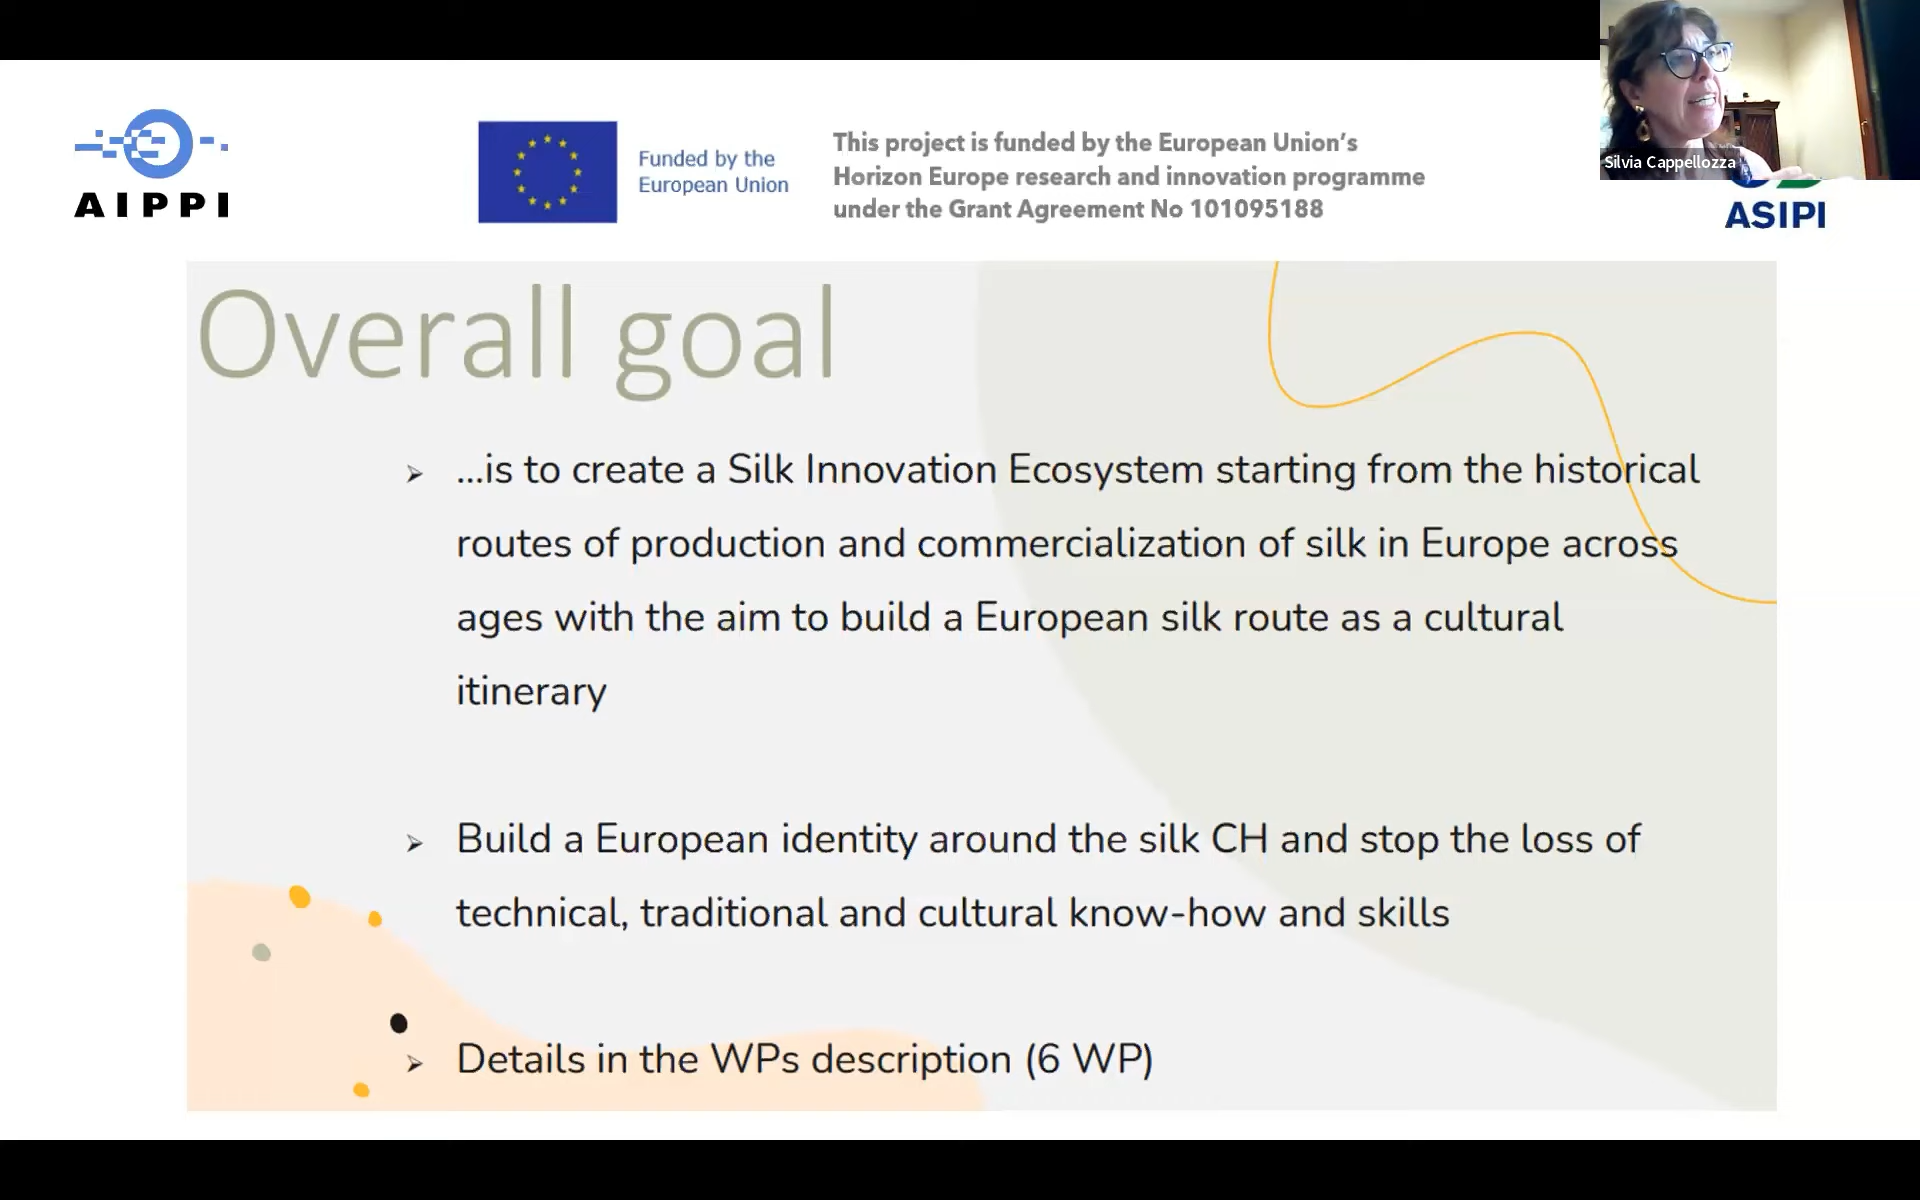 AIPPI
Funded by the
European Union
This project is funded by the European Union's
Horizon Europe research and innovation programme
under the Grant Agreement No 101095188
Silvia Cappellozza
ASIPI
Overall goal
...is to create a Silk Innovation Ecosystem starting from the historical
routes of production and commercialization of silk in Europe across
ages with the aim to build a European silk route as a cultural
itinerary
Build a European identity around the silk CH and stop the loss of
technical, traditional and cultural know-how and skills
Details in the WPs description (6 WP)